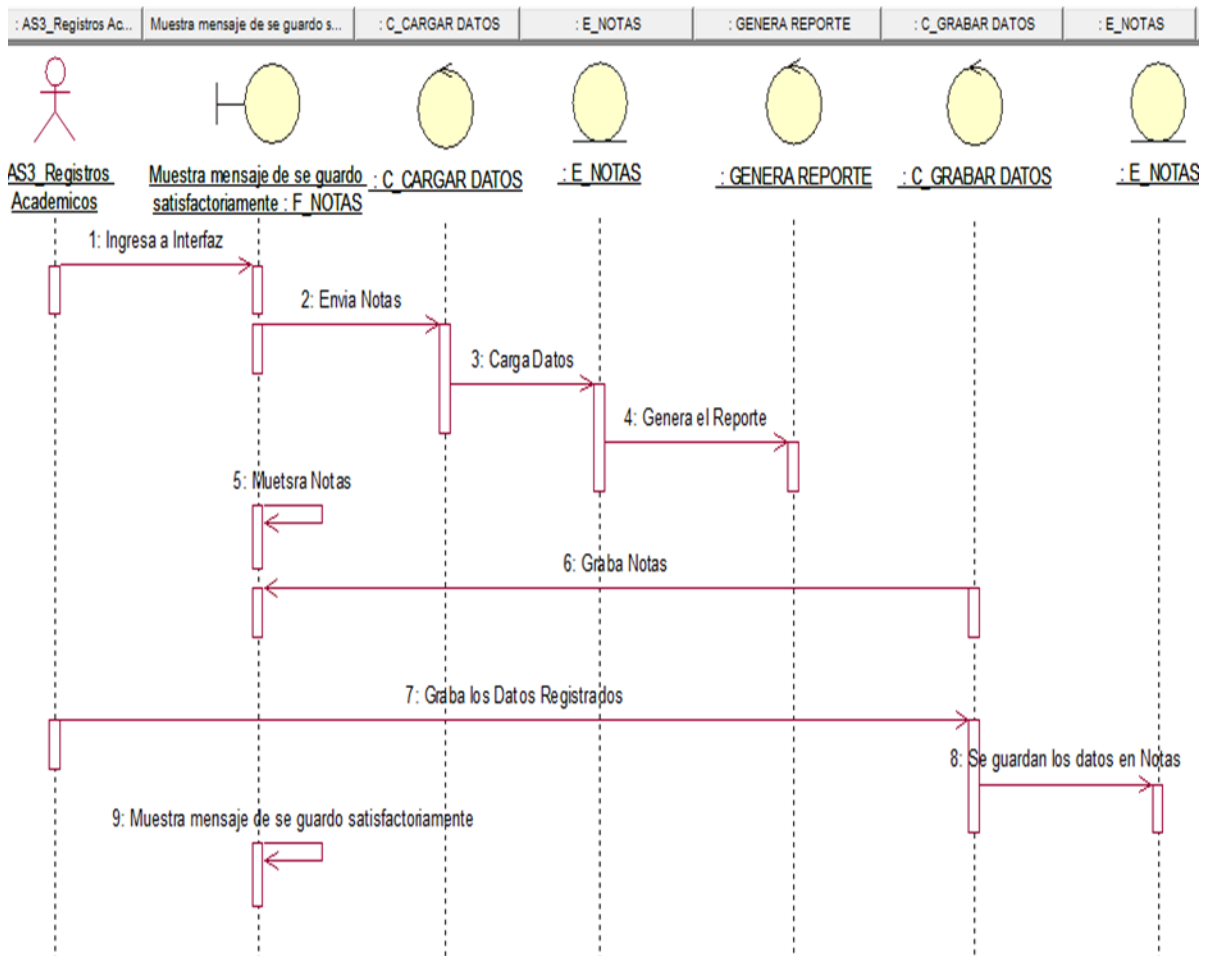 : AS3_Registros Ac...
Muestra mensaje de se guardo s...
: C_CARGAR DATOS
: E_NOTAS
: GENERA REPORTE
: C_GRABAR DATOS
: E_NOTAS
AS3_Registros
Academicos
Muestra mensaje de se guardo
satisfactoriamente : F_NOTAS
: C_CARGAR DATOS
: E_NOTAS
: GENERA REPORTE
: C_GRABAR DATOS
: E_NOTAS
1: Ingresa a Interfaz
2: Envia Notas
3: Carga Datos
4: Genera el Reporte
5: Muetsra Notas
6: Graba Notas
7: Graba los Datos Registrados
8: Se guardan los datos en Notas
9: Muestra mensaje de se guardo satisfactoriamente